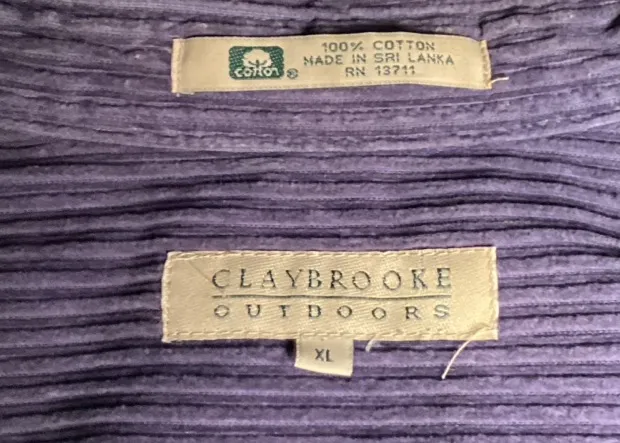 COTTON®
100% COTTON
MADE IN SRI LANKA
RN 13711
CLAYBROOKE
OUTDOORS
XL